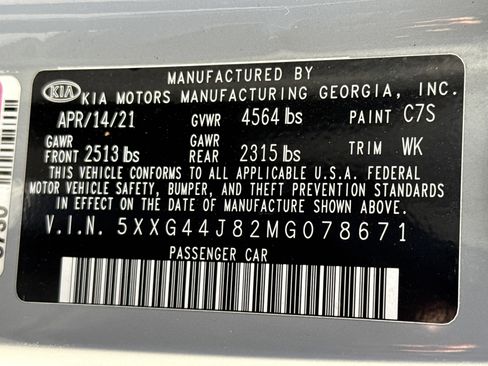 MANUFACTURED BY
KIA KIA MOTORS MANUFACTURING GEORGIA, INC.
APR/14/21 GVWR 4564 lbs PAINT C7S
GAWR GAWR
FRONT 2513 lbs REAR 2315 lbs TRIM WK
THIS VEHICLE CONFORMS TO ALL APPLICABLE U.S.A. FEDERAL
MOTOR VEHICLE SAFETY, BUMPER, AND THEFT PREVENTION STANDARDS
IN EFFECT ON THE DATE OF MANUFACTURE SHOWN ABOVE.
V.I.N. 5XXG44J82MG078671
PASSENGER CAR